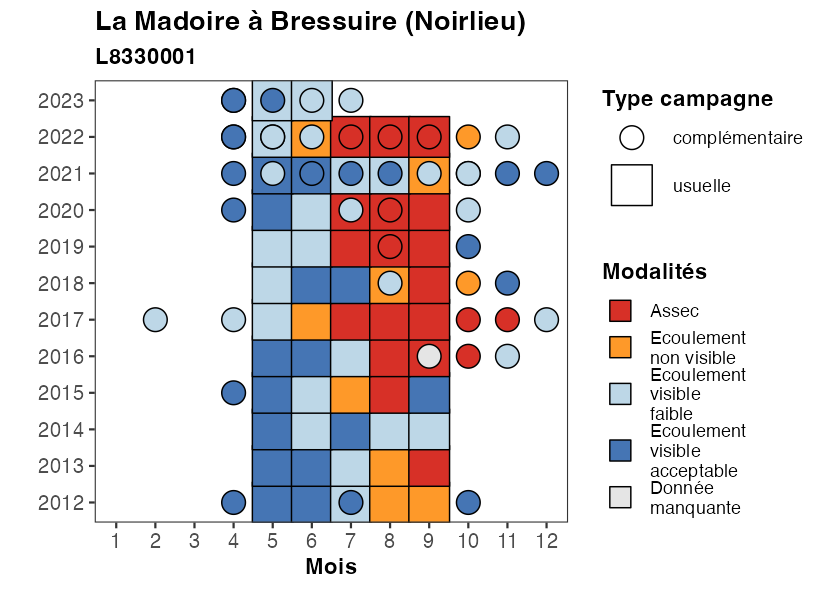 La Madoire à Bressuire (Noirlieu)
L8330001
2023
2022
2021
2020
2019
2018
2017
2016
2015
2014
2013
2012
1 2 3 4 5 6 7 8 9 10 11 12
Mois
Type campagne
complémentaire
usuelle
Modalités
Assec
Ecoulement
non visible
Ecoulement
visible
faible
Ecoulement
visible
acceptable
Donnée
manquante